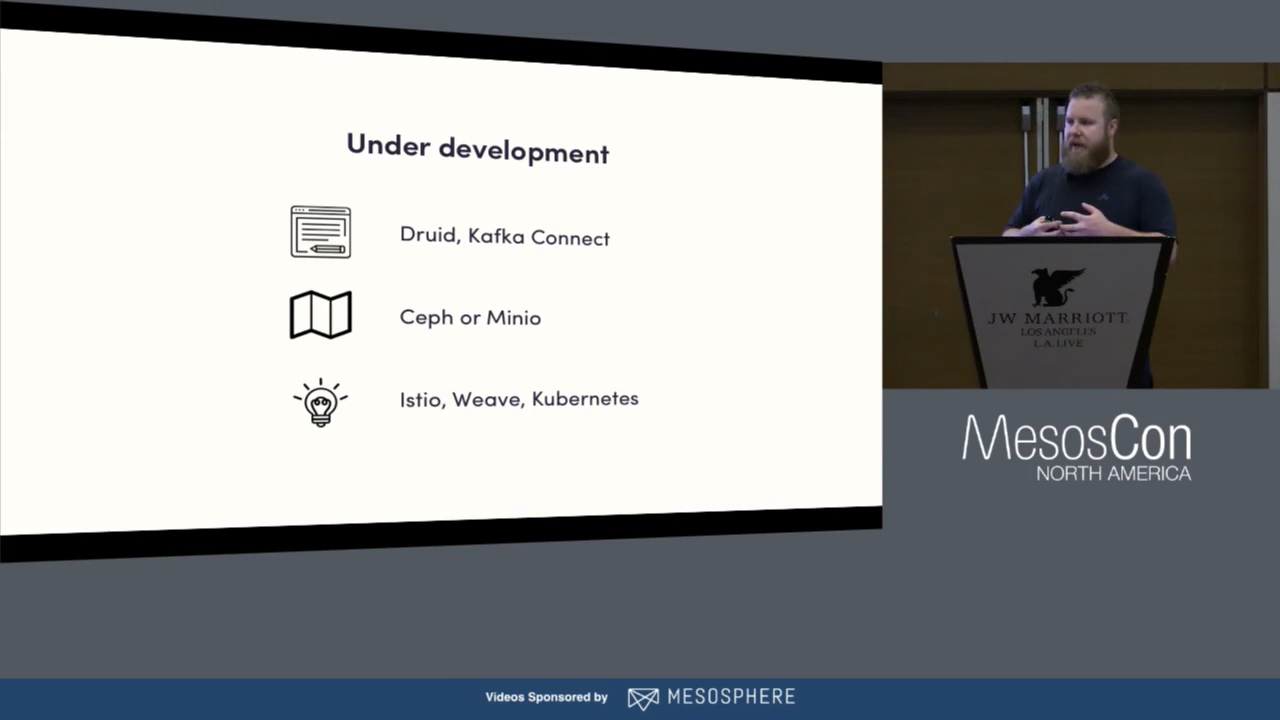 Under development
Druid, Kafka Connect
Ceph or Minio
Istio, Weave, Kubernetes
JW MARRIOTT
LOS ANGELES
L.A. LIVE
MesosCon
NORTH AMERICA
Videos Sponsored by MESOSPHERE